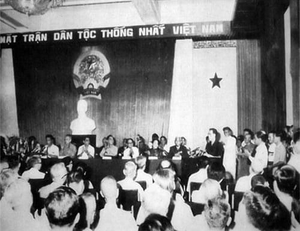 MẶT TRẬN DÂN TỘC THỐNG NHẤT VIỆT NAM